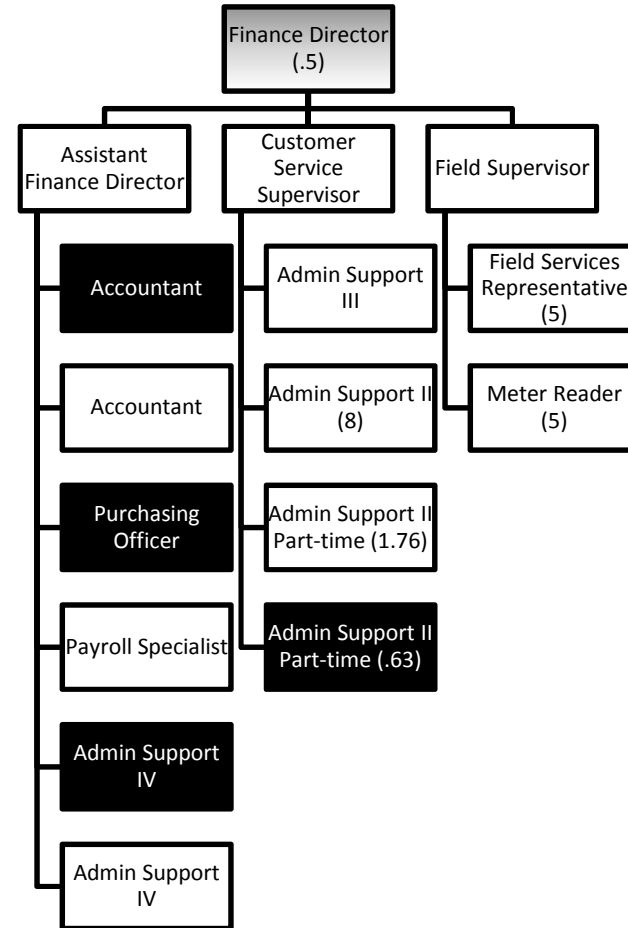 Finance Director
(.5)
Assistant
Finance Director
Customer
Service
Supervisor
Field Supervisor
Accountant
Accountant
Purchasing
Officer
Payroll Specialist
Admin Support
IV
Admin Support
IV
Admin Support
III
Admin Support II
(8)
Admin Support II
Part-time (1.76)
Admin Support II
Part-time (.63)
Field Services
Representative
(5)
Meter Reader
(5)